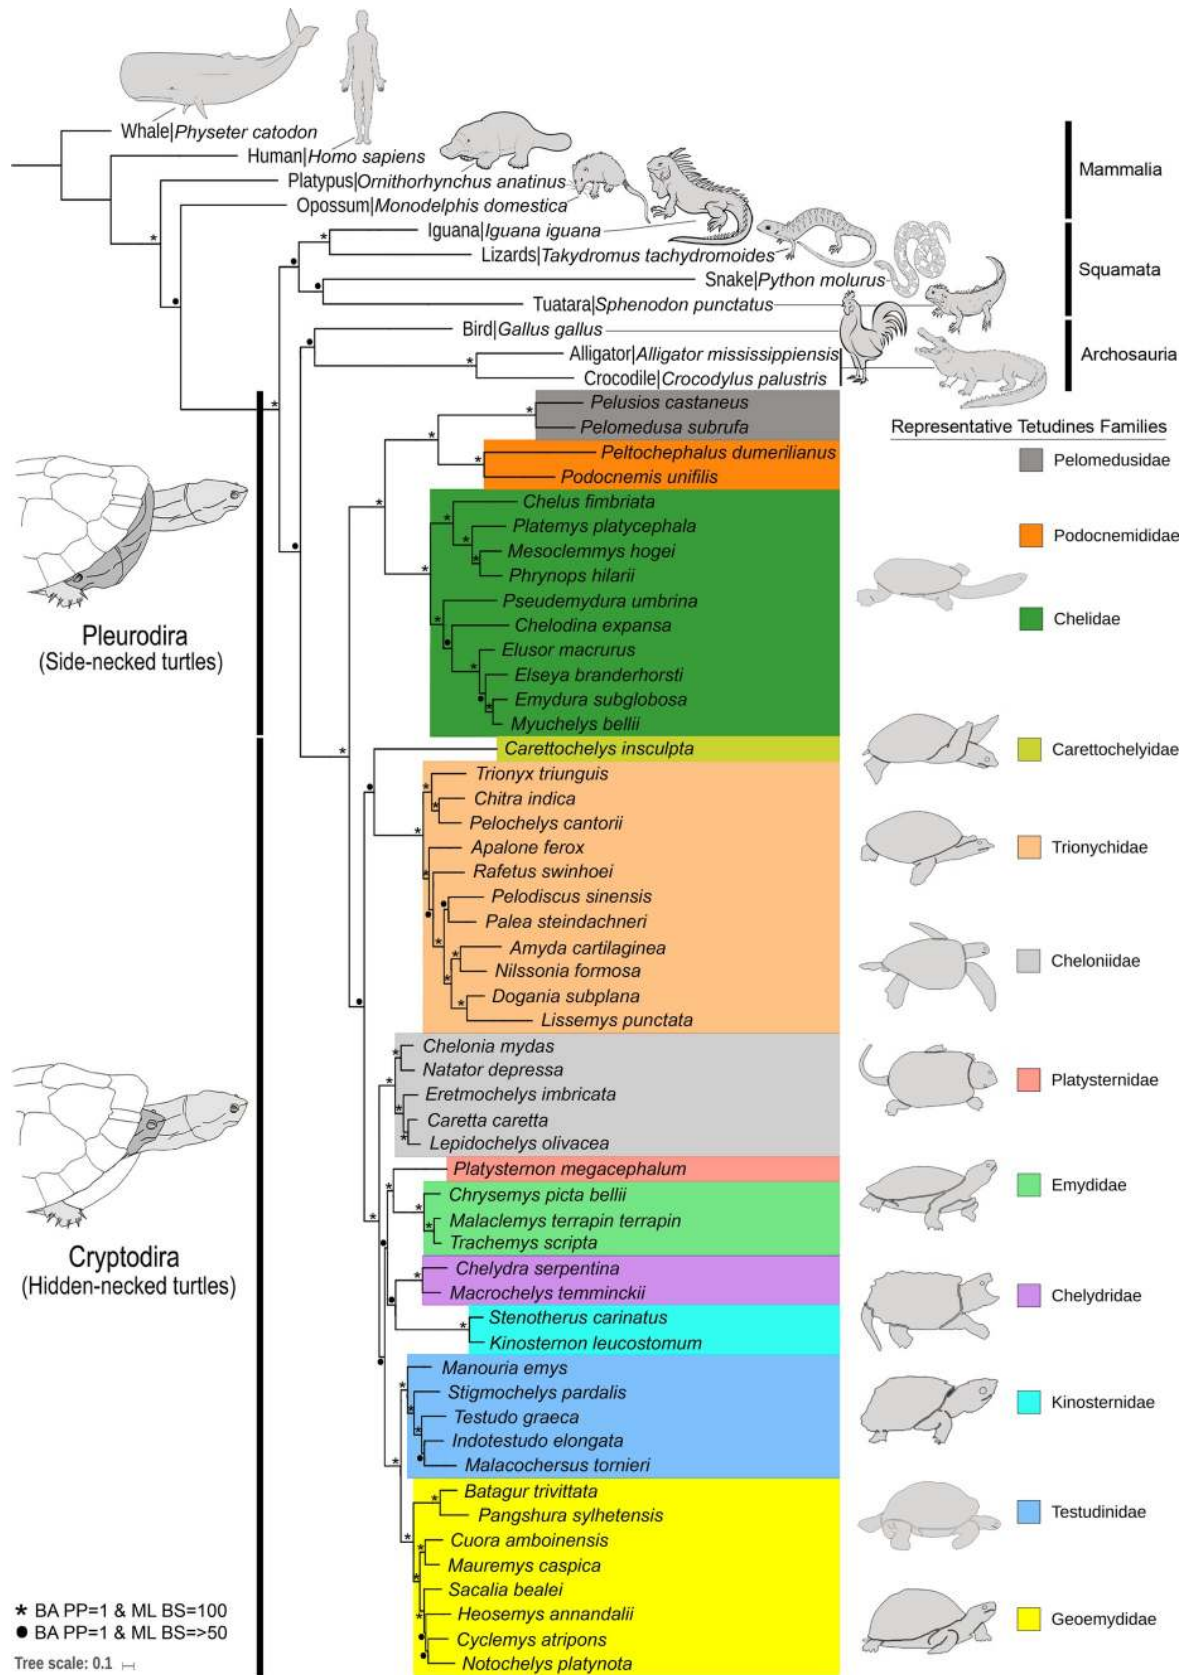 Whale|Physeter catodon
Human|Homo sapiens
Platypus|Ornithorhynchus anatinus
Opossum|Monodelphis domestica
Mammalia
Iguana|Iguana iguana
Lizards|Takydromus tachydromoides
Snake|Python molurus
Tuatara|Sphenodon punctatus
Squamata
Bird|Gallus gallus
Alligator|Alligator mississippiensis
Crocodile|Crocodylus palustris
Archosauria
Pelusios castaneus
Pelomedusa subrufa
Peltochephalus dumerilianus
Podocnemis unifilis
Chelus fimbriata
Platemys platycephala
Mesoclemmys hogei
Phrynops hilarii
Pseudemydura umbrina
Chelodina expansa
Elusor macrurus
Elseya branderhorsti
Emydura subglobosa
Myuchelys bellii
Pleurodira
(Side-necked turtles)
Carettochelys insculpta
Trionyx triunguis
Chitra indica
Pelochelys cantorii
Apalone ferox
Rafetus swinhoei
Pelodiscus sinensis
Palea steindachneri
Amyda cartilaginea
Nilssonia formosa
Dogania subplana
Lissemys punctata
Chelonia mydas
Natator depressa
Eretmochelys imbricata
Caretta caretta
Lepidochelys olivacea
Platysternon megacephalum
Chrysemys picta bellii
Malaclemys terrapin terrapin
Trachemys scripta
Chelydra serpentina
Macrochelys temminckii
Stenotherus carinatus
Kinosternon leucostomum
Manouria emys
Stigmochelys pardalis
Testudo graeca
Indotestudo elongata
Malacochersus tornieri
Batagur trivittata
Pangshura sylhetensis
Cuora amboinensis
Mauremys caspica
Sacalia bealei
Heosemys annandalii
Cyclemys atripons
Notochelys platynota
Cryptodira
(Hidden-necked turtles)
Representative Tetudines Families
Pelomedusidae
Podocnemididae
Chelidae
Carettochelyidae
Trionychidae
Cheloniidae
Platysternidae
Emydidae
Chelydridae
Kinosternidae
Testudinidae
Geoemydidae
* BA PP=1 & ML BS=100
● BA PP=1 & ML BS=>50
Tree scale: 0.1